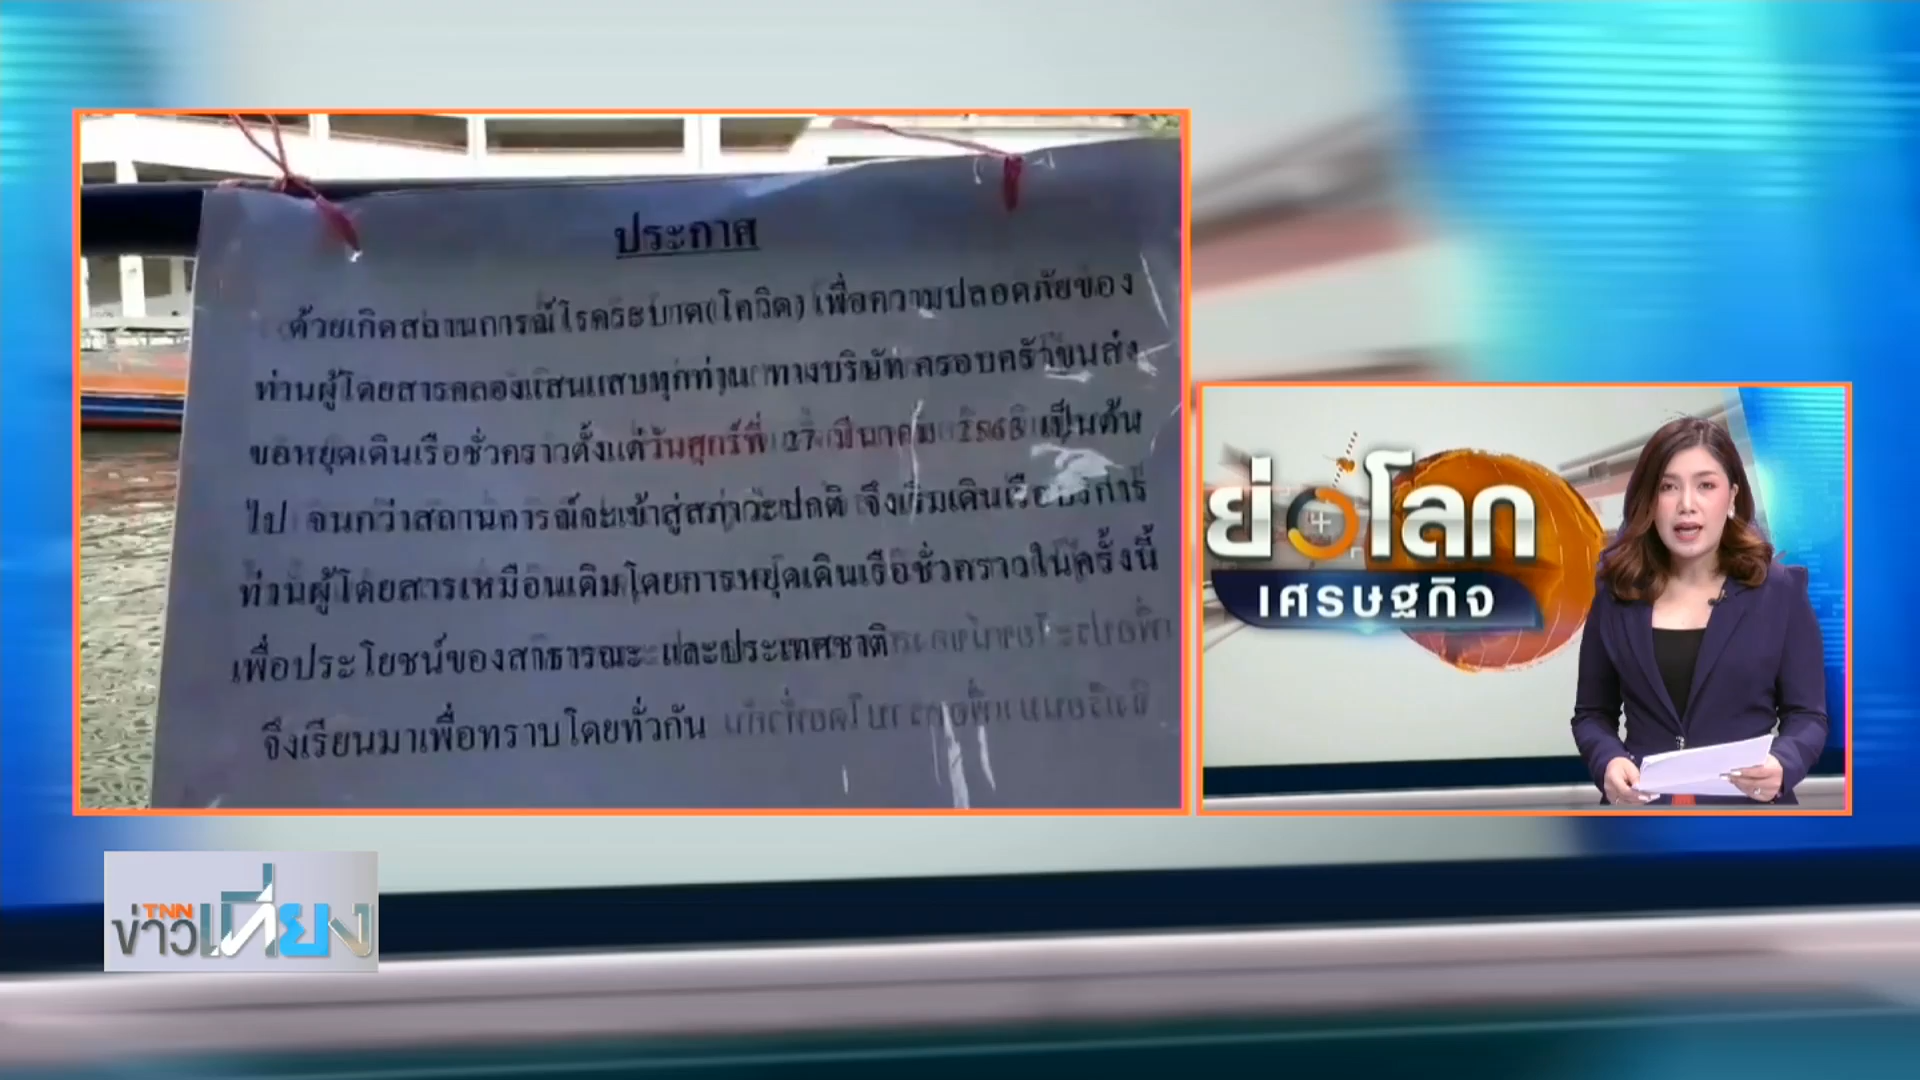 ประกาศ
ด้วยเกิดสถานการณ์โรคระบาด(โควิด) เพื่อความปลอดภัยของ
ท่านผู้โดยสารคลองแสนแสบทุกท่าน ทางบริษัท ครอบครัวขนส่ง
ขอหยุดเดินเรือชั่วคราวตั้งแต่วันศุกร์ที่ 27 มีนาคม 2563 เป็นต้น
ไป จนกว่าสถานการณ์จะเข้าสู่สภาวะปกติ จึงเริ่มเดินเรือบริการ
ท่านผู้โดยสารเหมือนเดิมโดยการหยุดเดินเรือชั่วคราวในครั้งนี้
เพื่อประโยชน์ของสาธารณะ และประเทศชาติ
จึงเรียนมาเพื่อทราบโดยทั่วกัน
ย่อโลก
เศรษฐกิจ
TNN
ข่าวเที่ยง